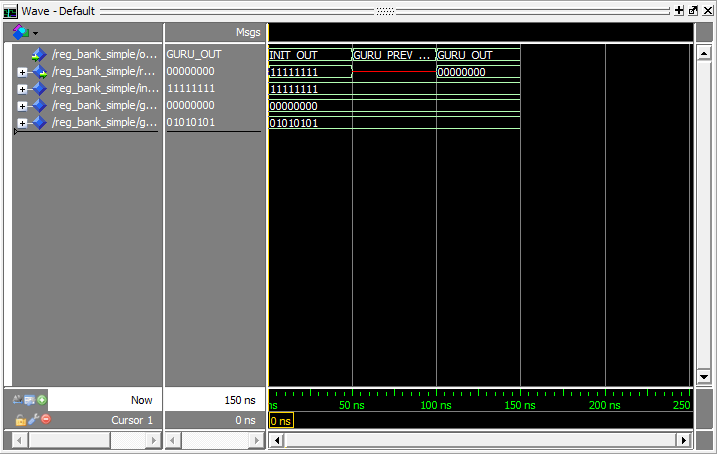 Wave - Default
Msgs
/reg_bank_simple/o... GURU_OUT INIT_OUT GURU_PREV ... GURU_OUT
/reg_bank_simple/r... 00000000 11111111 00000000
/reg_bank_simple/in... 11111111 11111111
/reg_bank_simple/g... 00000000 00000000
/reg_bank_simple/g... 01010101 01010101
Now 150 ns ns 50 ns 100 ns 150 ns 200 ns 250
Cursor 1 0 ns 0 ns